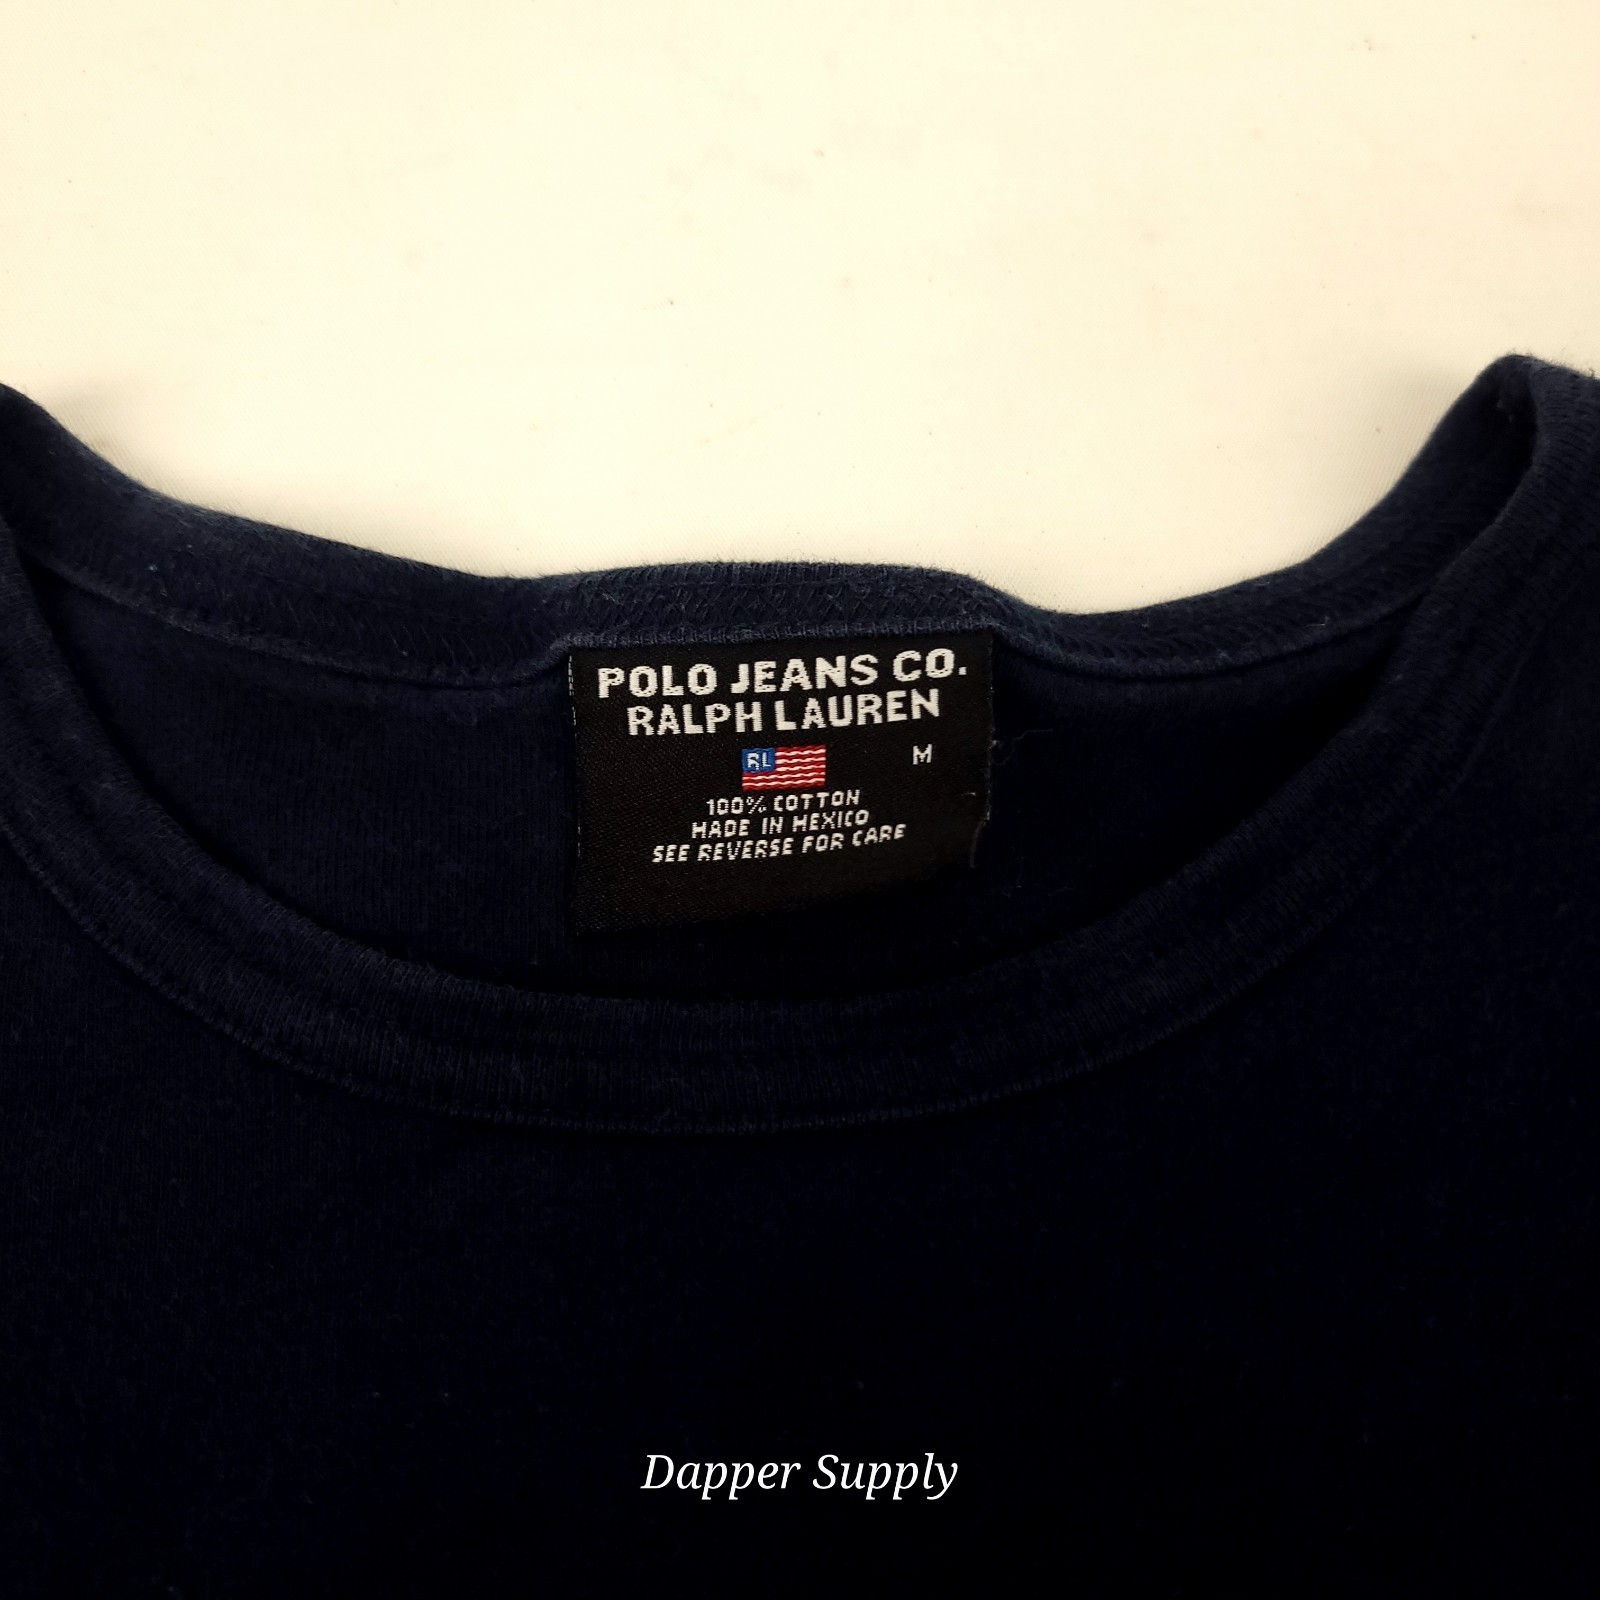 POLO JEANS CO.
RALPH LAUREN
RL
M
100% COTTON
MADE IN MEXICO
SEE REVERSE FOR CARE
Dapper Supply